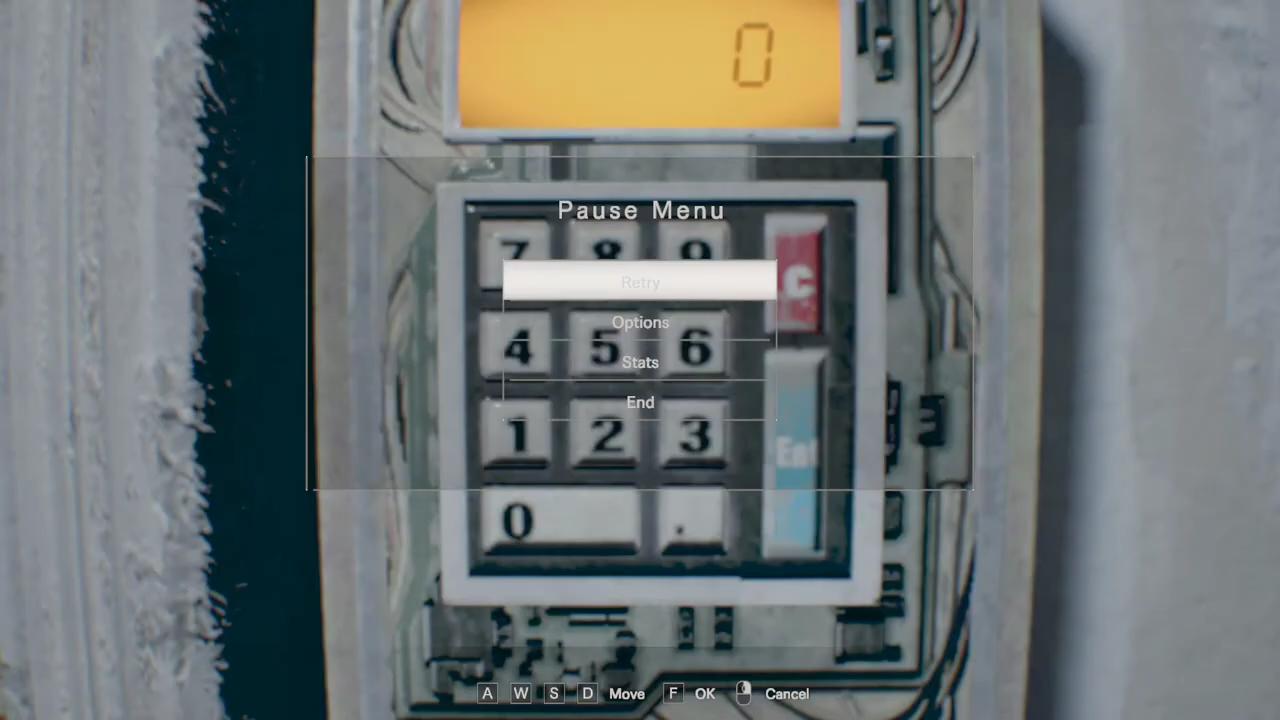 0
Pause Menu
7 8 9 C
Retry
Options
4 5 6
Stats
End
1 2 3 Ent
0 .
A W S D Move F OK Cancel